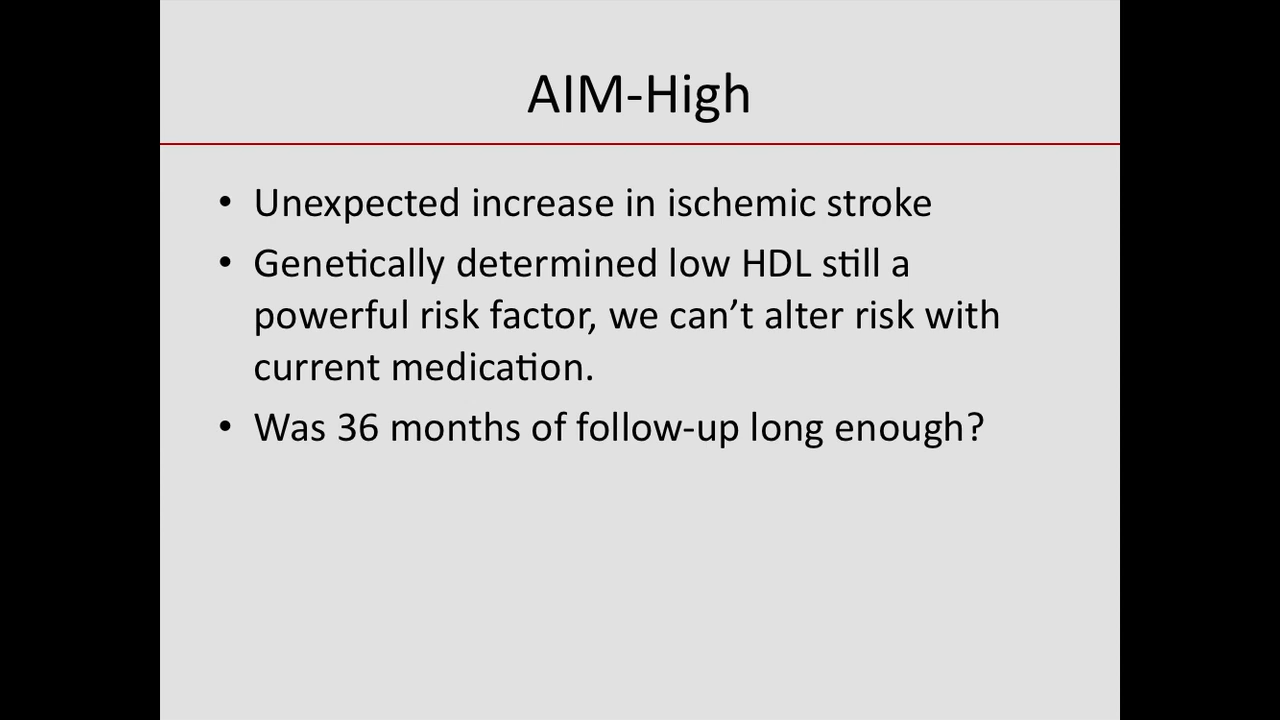 AIM-High
• Unexpected increase in ischemic stroke
• Genetically determined low HDL still a
powerful risk factor, we can’t alter risk with
current medication.
• Was 36 months of follow-up long enough?